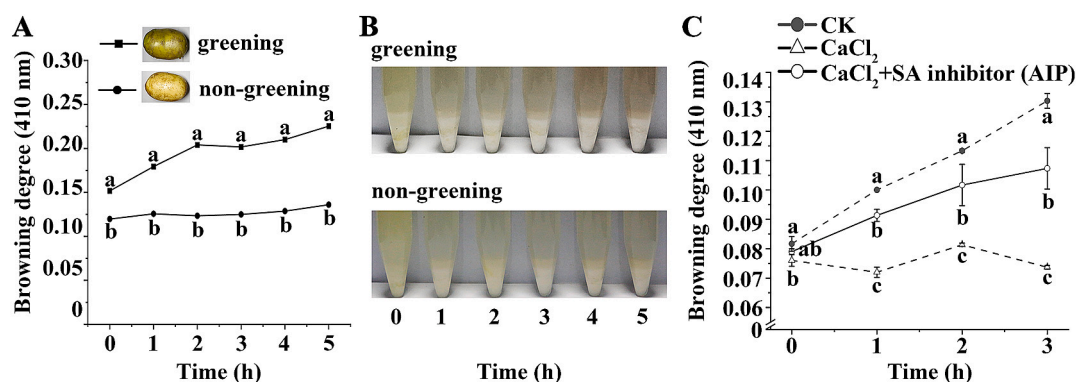 A
greening
non-greening
Browning degree (410 nm)
0.30
0.25
0.20
0.15
0.10
0.05
0
a a a a a a
b b b b b b
0 1 2 3 4 5
Time (h)
B
greening
non-greening
0 1 2 3 4 5
Time (h)
C
CK
CaCl2
CaCl2+SA inhibitor (AIP)
Browning degree (410 nm)
0.14
0.13
0.12
0.10
0.09
0.08
0.07
0.06
0
a a a a
ab b b b
b c c c
0 1 2 3
Time (h)